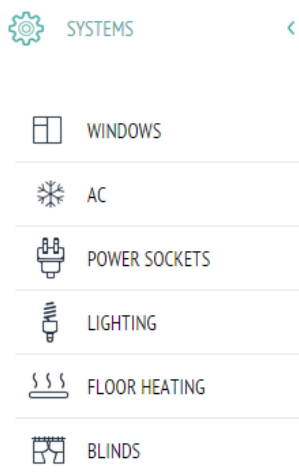 SYSTEMS
WINDOWS
AC
POWER SOCKETS
LIGHTING
FLOOR HEATING
BLINDS